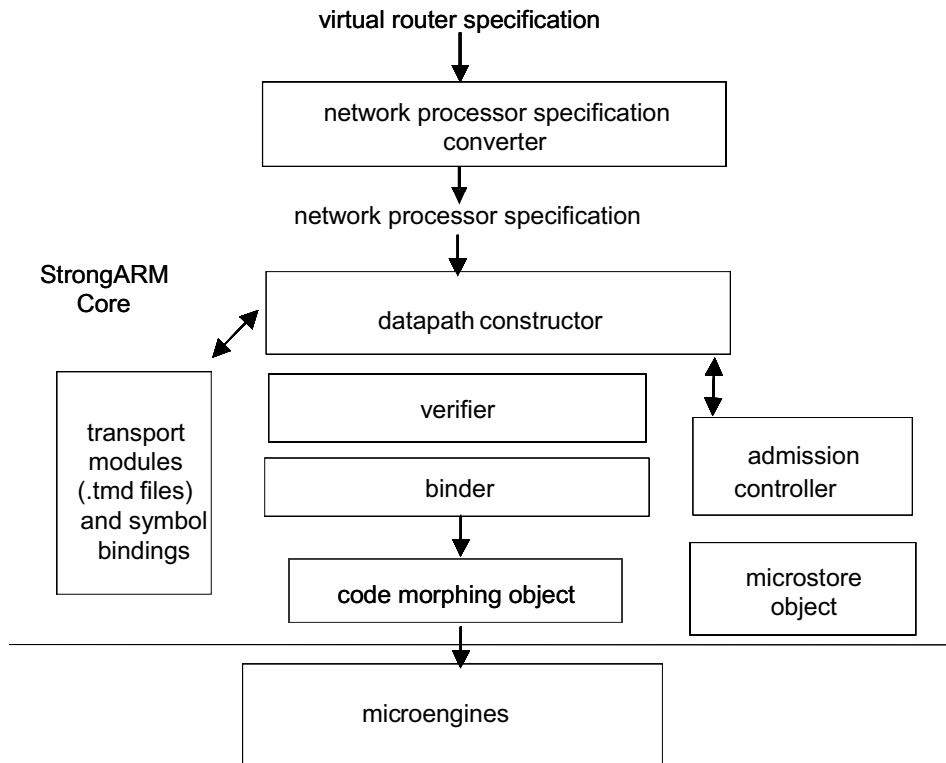 virtual router specification
network processor specification
converter
network processor specification
StrongARM
Core
datapath constructor
transport
modules
(.tmd files)
and symbol
bindings
verifier
admission
controller
binder
code morphing object
microstore
object
microengines